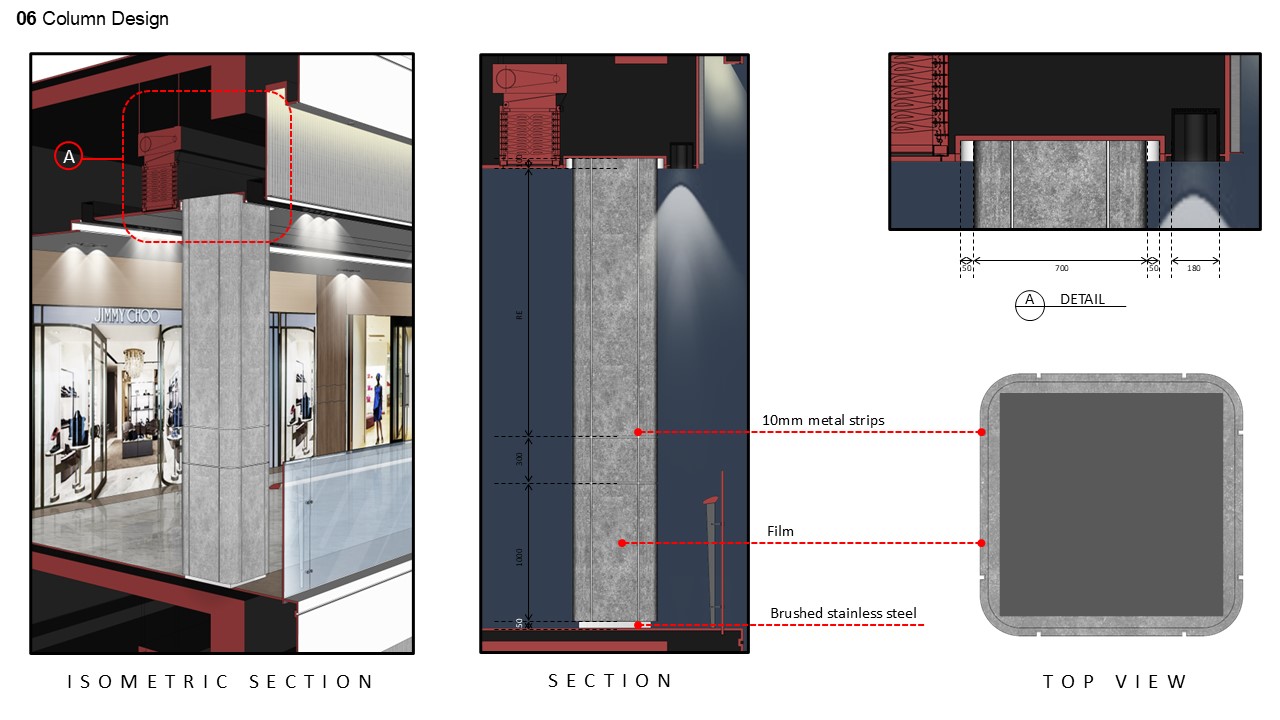 06 Column Design
A
JIMMY CHOO
RE
300
1000
50
50
700
50
180
A DETAIL
10mm metal strips
Film
Brushed stainless steel
ISOMETRIC SECTION
SECTION
TOP VIEW